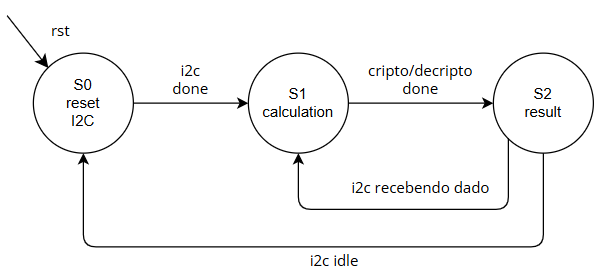 rst
S0
reset
I2C
i2c
done
S1
calculation
cripto/decripto
done
S2
result
i2c recebendo dado
i2c idle